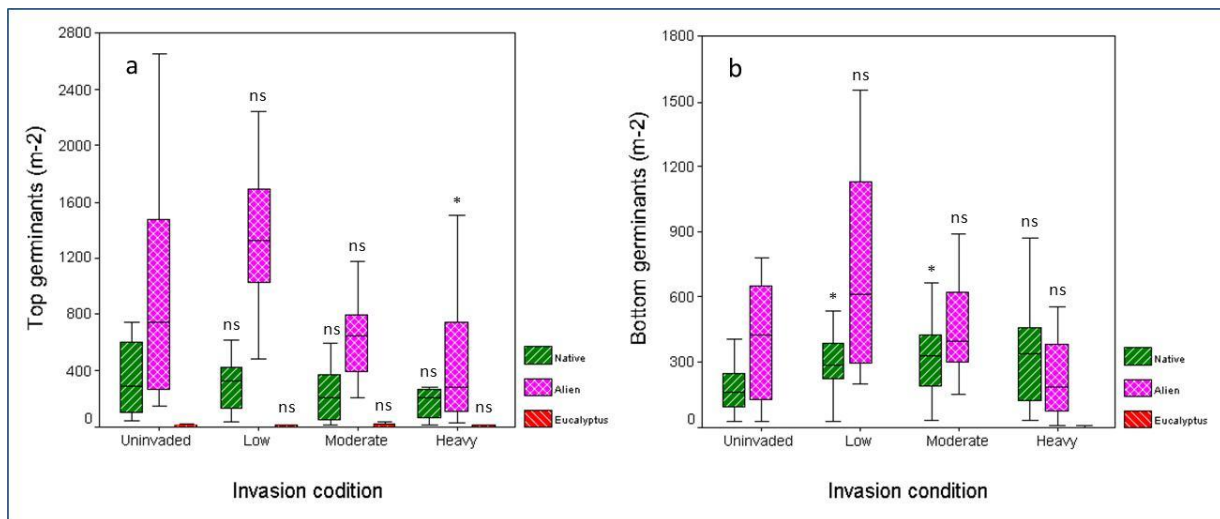 a
Top germinants (m-2)
2800
2400
2000
1600
1200
800
400
0
ns
ns
ns
ns
ns
*
ns
ns
Uninvaded Low Moderate Heavy
Invasion codition
Native
Alien
Eucalyptus
b
Bottom germinants (m-2)
1800
1500
1200
900
600
300
0
*
ns
*
ns
ns
ns
Uninvaded Low Moderate Heavy
Invasion condition
Native
Alien
Eucalyptus